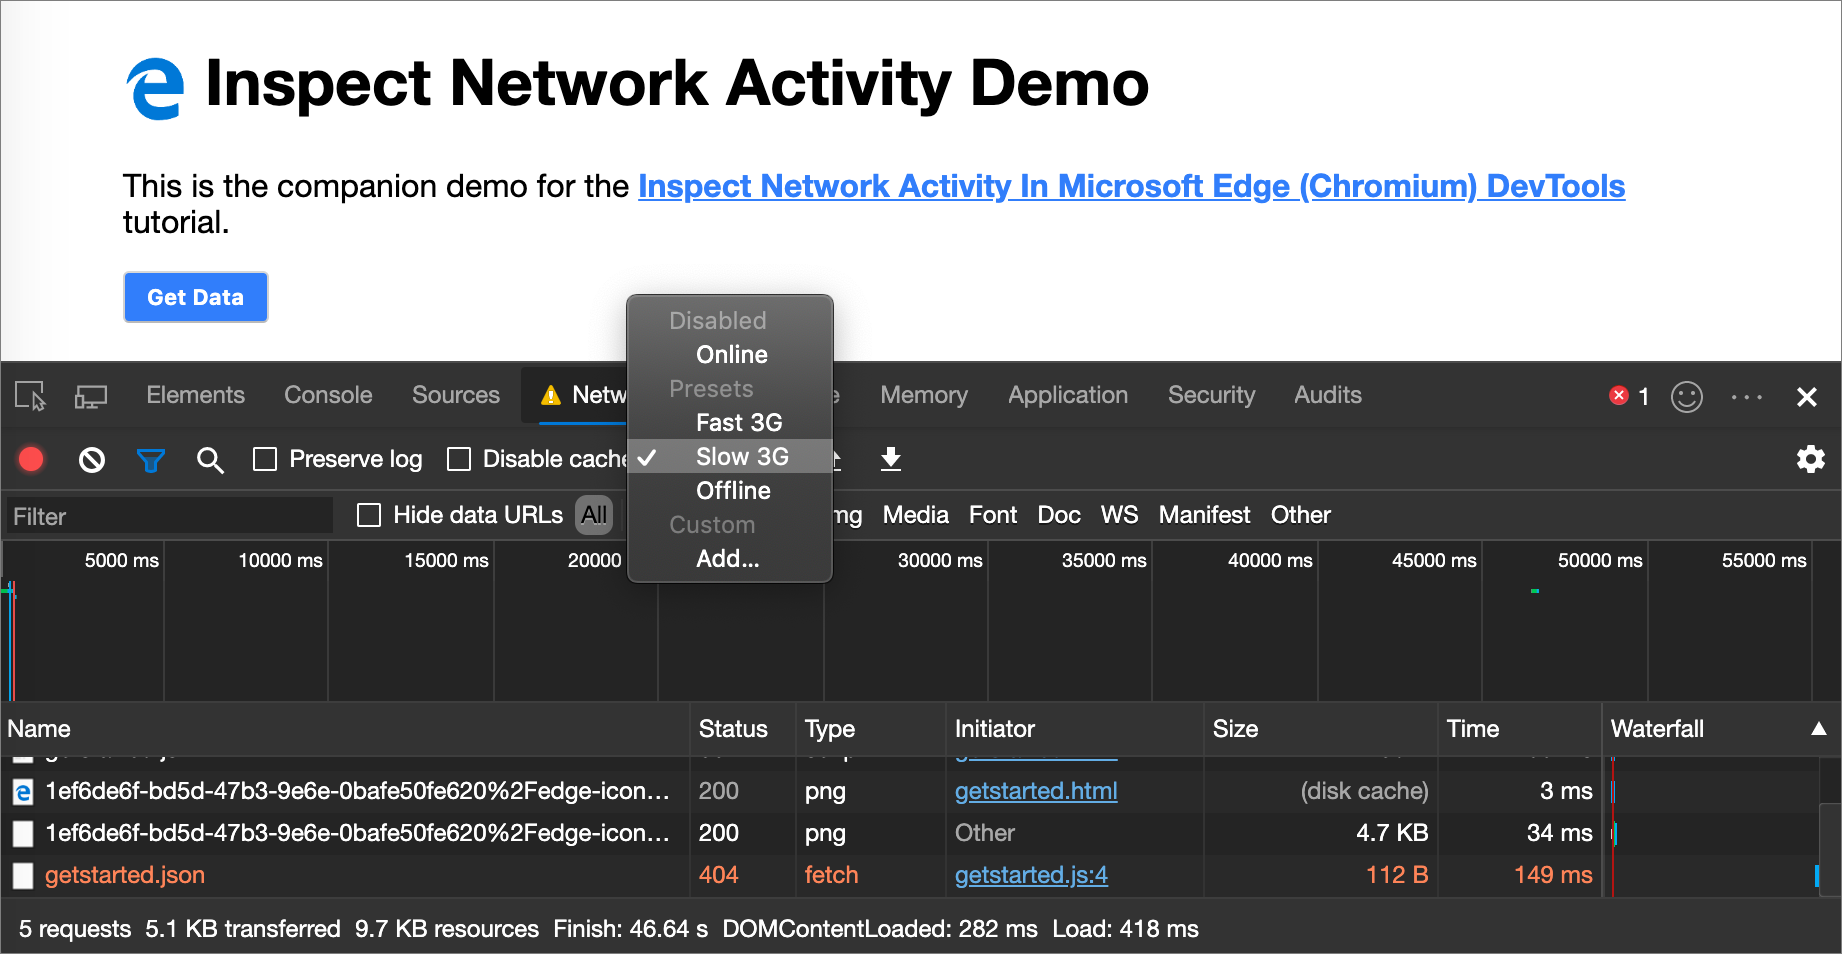 Inspect Network Activity Demo
This is the companion demo for the Inspect Network Activity In Microsoft Edge (Chromium) DevTools
tutorial.
Get Data
Disabled
Online
Presets
Fast 3G
Slow 3G
Offline
Custom
Add...
Elements Console Sources Netw Memory Application Security Audits 1
Preserve log Disable cache
Filter Hide data URLs All mg Media Font Doc WS Manifest Other
5000 ms 10000 ms 15000 ms 20000 30000 ms 35000 ms 40000 ms 45000 ms 50000 ms 55000 ms
Name Status Type Initiator Size Time Waterfall
1ef6de6f-bd5d-47b3-9e6e-0bafe50fe620%2Fedge-icon... 200 png getstarted.html (disk cache) 3 ms
1ef6de6f-bd5d-47b3-9e6e-0bafe50fe620%2Fedge-icon... 200 png Other 4.7 KB 34 ms
getstarted.json 404 fetch getstarted.js:4 112 B 149 ms
5 requests 5.1 KB transferred 9.7 KB resources Finish: 46.64 s DOMContentLoaded: 282 ms Load: 418 ms